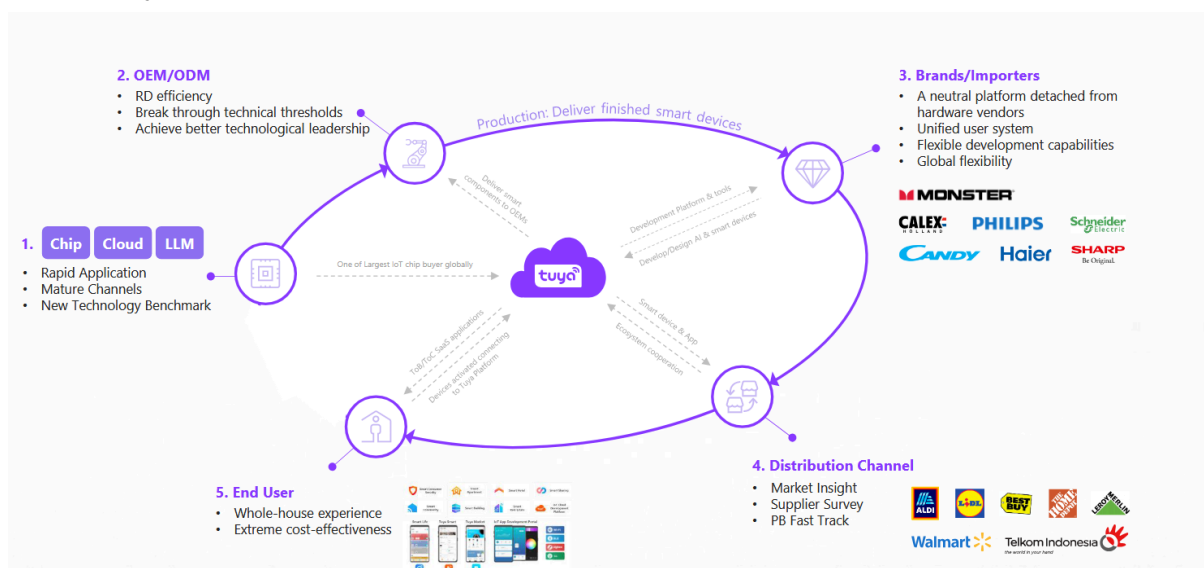 2. OEM/ODM
• RD efficiency
• Break through technical thresholds
• Achieve better technological leadership
Production: Deliver finished smart devices
3. Brands/Importers
• A neutral platform detached from
hardware vendors
• Unified user system
• Flexible development capabilities
• Global flexibility
MONSTER
CALEX
HOLLAND
PHILIPS
Schneider
Electric
CANDY
Haier
SHARP
Be Original.
Deliver smart
components to OEMs
Development Platform & tools
Develop/Design AI & smart devices
1. Chip Cloud LLM
• Rapid Application
• Mature Channels
• New Technology Benchmark
One of Largest IoT chip buyer globally
tuya
ToB/ToC SaaS applications
Devices activated connecting
to Tuya Platform
Smart device & App
Ecosystem cooperation
4. Distribution Channel
• Market Insight
• Supplier Survey
• PB Fast Track
ALDI
LIDL
BEST
BUY
THE
HOME
DEPOT
LEROY MERLIN
Walmart
Telkom Indonesia
the world in your hand
5. End User
• Whole-house experience
• Extreme cost-effectiveness